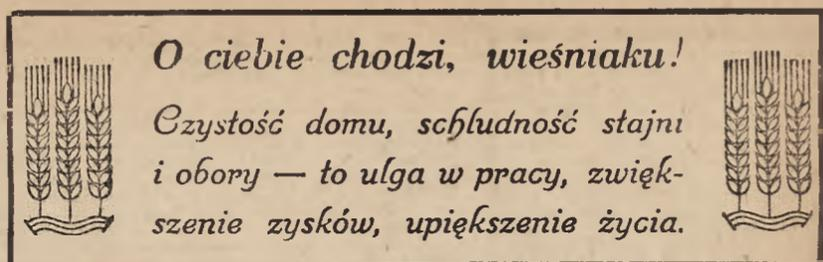 O ciebie chodzi, wieśniaku!
Czystość domu, schludność stajni
i obory — to ulga w pracy, zwięk-
szenie zysków, upiększenie życia.